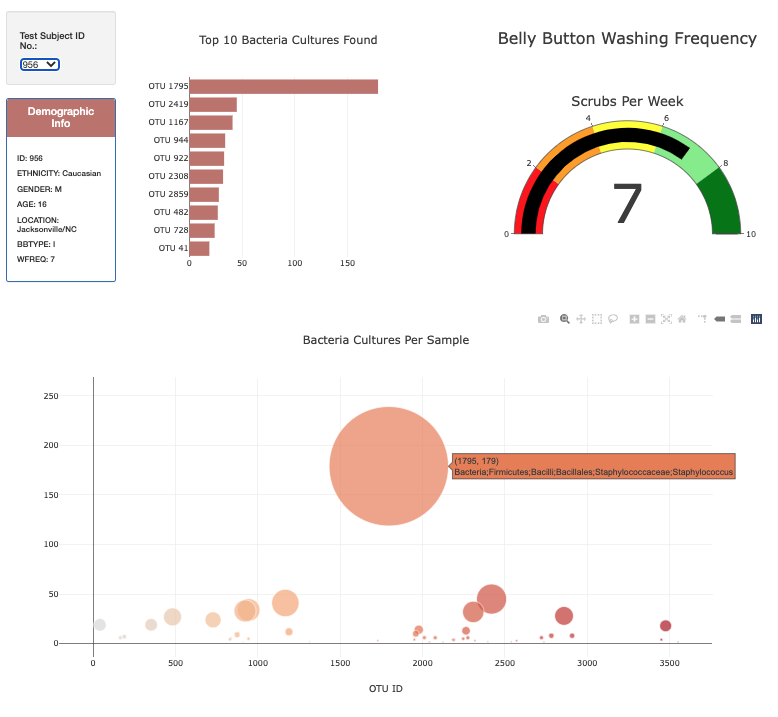 Test Subject ID
No.:
956
Demographic
Info
ID: 956
ETHNICITY: Caucasian
GENDER: M
AGE: 16
LOCATION:
Jacksonville/NC
BBTYPE: I
WFREQ: 7
Top 10 Bacteria Cultures Found
OTU 1795
OTU 2419
OTU 1167
OTU 944
OTU 922
OTU 2308
OTU 2859
OTU 482
OTU 728
OTU 41
0 50 100 150
Belly Button Washing Frequency
Scrubs Per Week
0 2 4 6 8 10
7
Bacteria Cultures Per Sample
250
200
150
100
50
0
(1795, 179)
Bacteria;Firmicutes;Bacilli;Bacillales;Staphylococcaceae;Staphylococcus
0 500 1000 1500 2000 2500 3000 3500
OTU ID